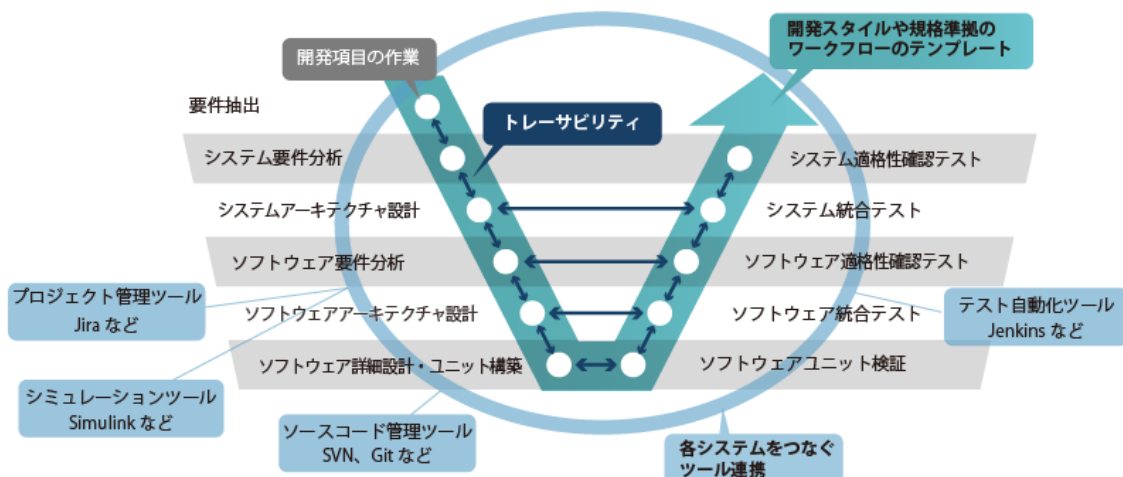 開発スタイルや規格準拠の
ワークフローのテンプレート
開発項目の作業
要件抽出
トレーサビリティ
システム要件分析
システム適格性確認テスト
システムアーキテクチャ設計
システム統合テスト
ソフトウェア要件分析
ソフトウェア適格性確認テスト
プロジェクト管理ツール
Jira など
ソフトウェアアーキテクチャ設計
ソフトウェア統合テスト
テスト自動化ツール
Jenkins など
ソフトウェア詳細設計・ユニット構築
ソフトウェアユニット検証
シミュレーションツール
Simulink など
ソースコード管理ツール
SVN、Git など
各システムをつなぐ
ツール連携